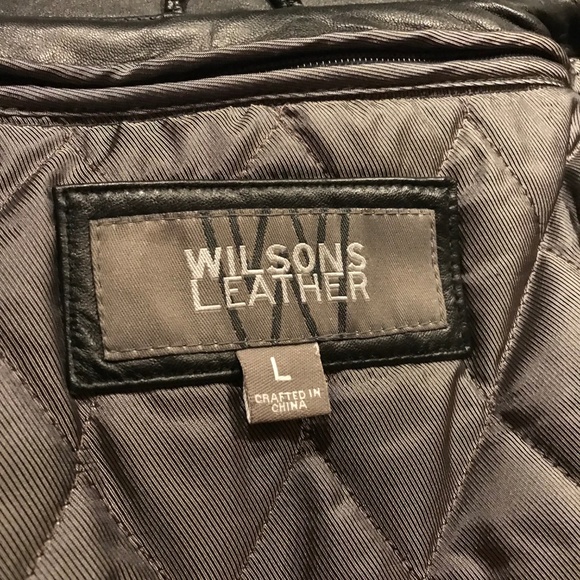 WILSONS
LEATHER
L
CRAFTED IN
CHINA